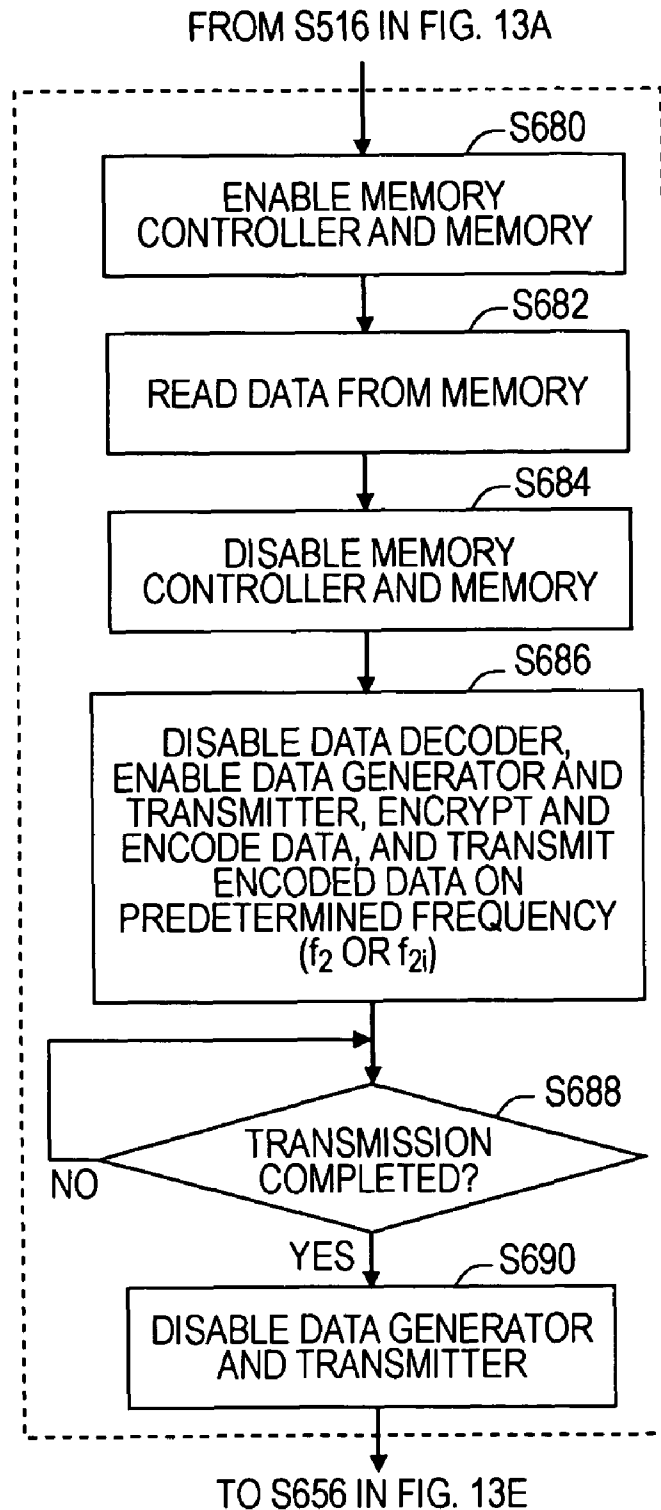 FROM S516 IN FIG. 13A
S680
ENABLE MEMORY
CONTROLLER AND MEMORY
S682
READ DATA FROM MEMORY
S684
DISABLE MEMORY
CONTROLLER AND MEMORY
S686
DISABLE DATA DECODER,
ENABLE DATA GENERATOR AND
TRANSMITTER, ENCRYPT AND
ENCODE DATA, AND TRANSMIT
ENCODED DATA ON
PREDETERMINED FREQUENCY
(f2 OR f2i)
S688
TRANSMISSION
COMPLETED?
NO
YES
S690
DISABLE DATA GENERATOR
AND TRANSMITTER
TO S656 IN FIG. 13E